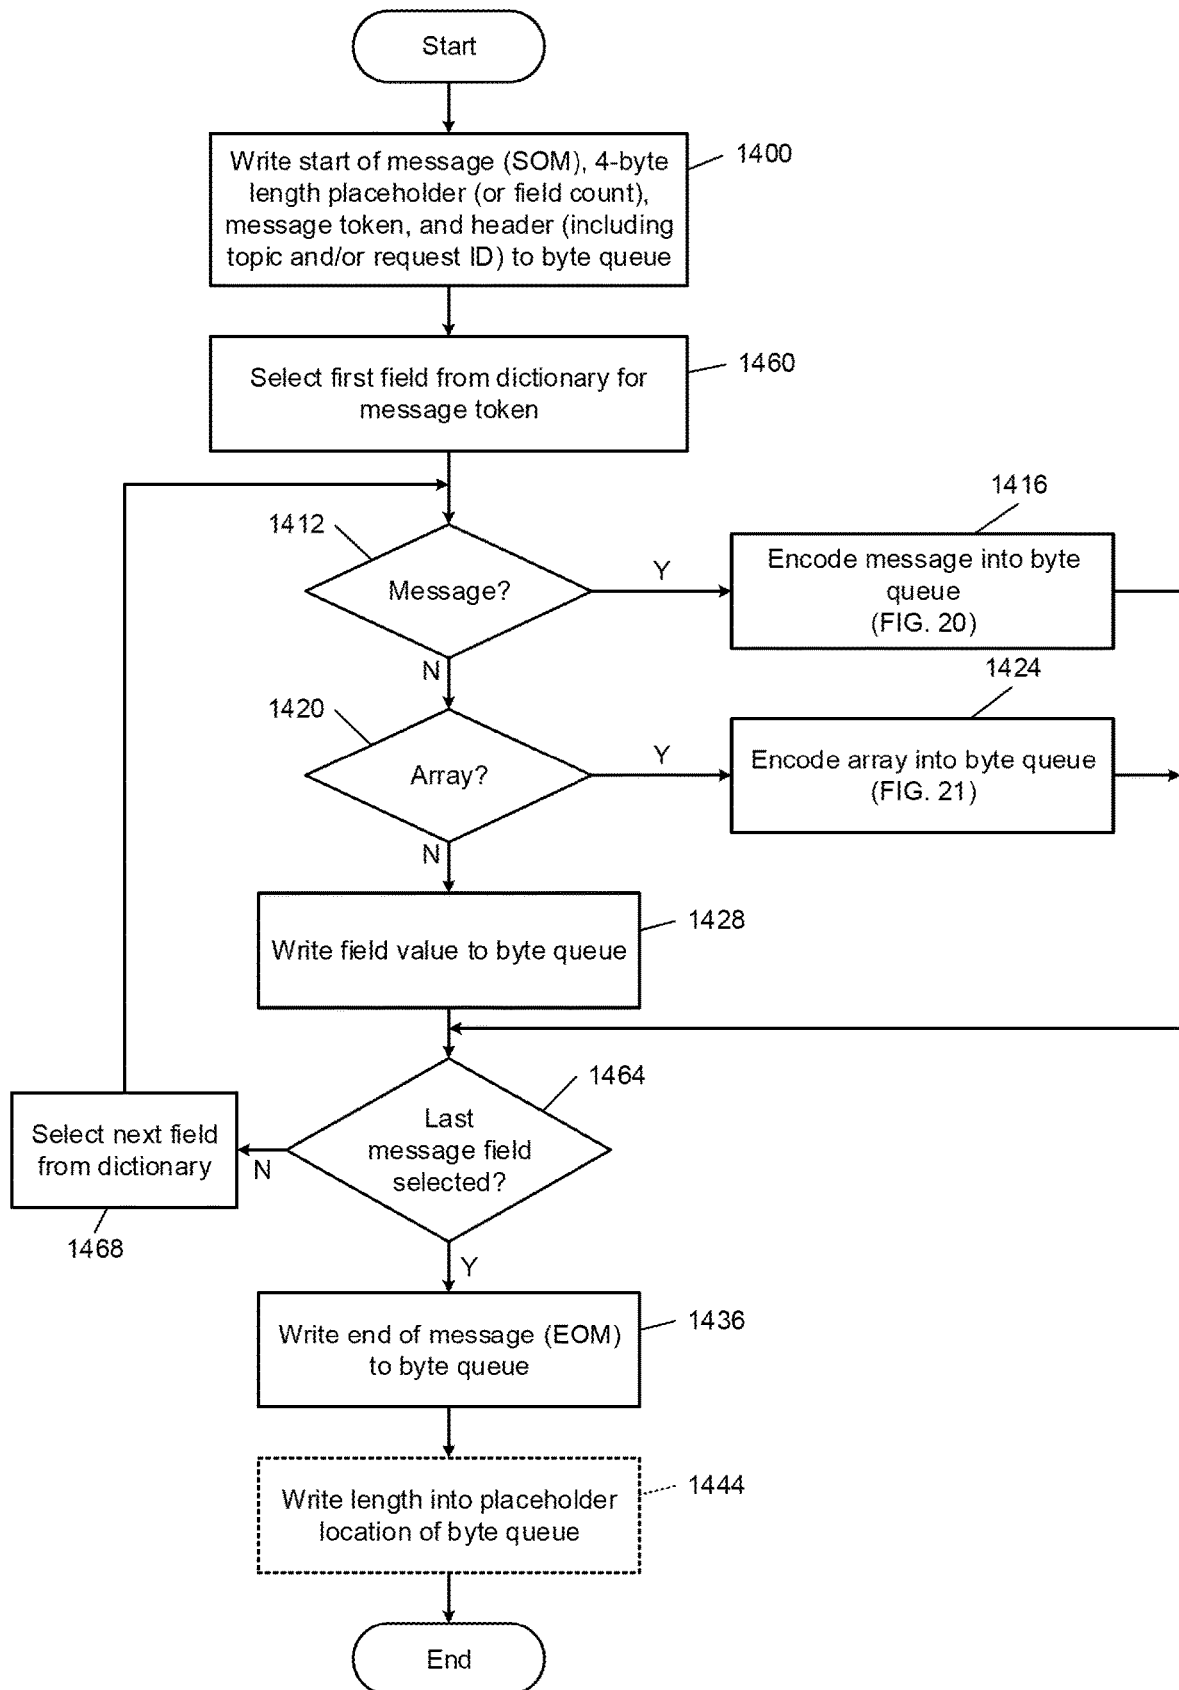 Start
Write start of message (SOM), 4-byte
length placeholder (or field count),
message token, and header (including
topic and/or request ID) to byte queue
1400
Select first field from dictionary for
message token
1460
1412
Message?
Y
N
1416
Encode message into byte
queue
(FIG. 20)
1420
Array?
Y
N
1424
Encode array into byte queue
(FIG. 21)
Write field value to byte queue
1428
1464
Last
message field
selected?
N
Y
Select next field
from dictionary
1468
Write end of message (EOM)
to byte queue
1436
Write length into placeholder
location of byte queue
1444
End